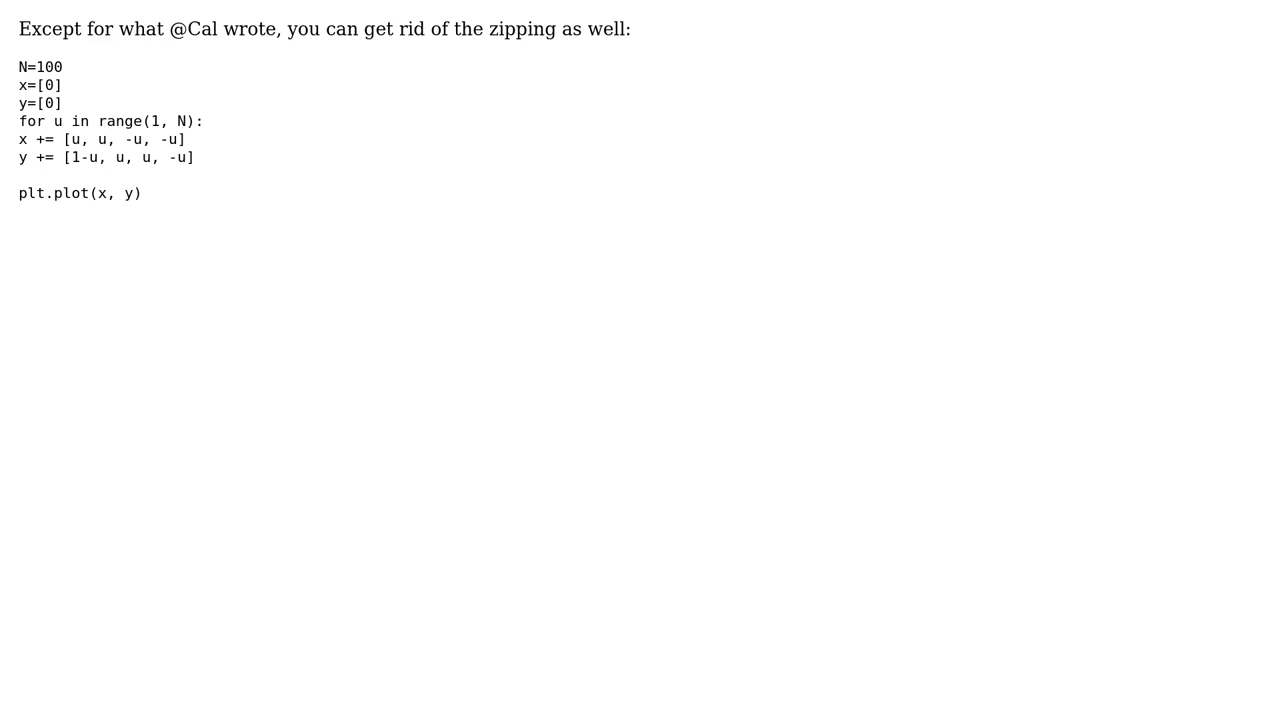 Except for what @Cal wrote, you can get rid of the zipping as well:
N=100
x=[0]
y=[0]
for u in range(1, N):
x += [u, u, -u, -u]
y += [1-u, u, u, -u]
plt.plot(x, y)